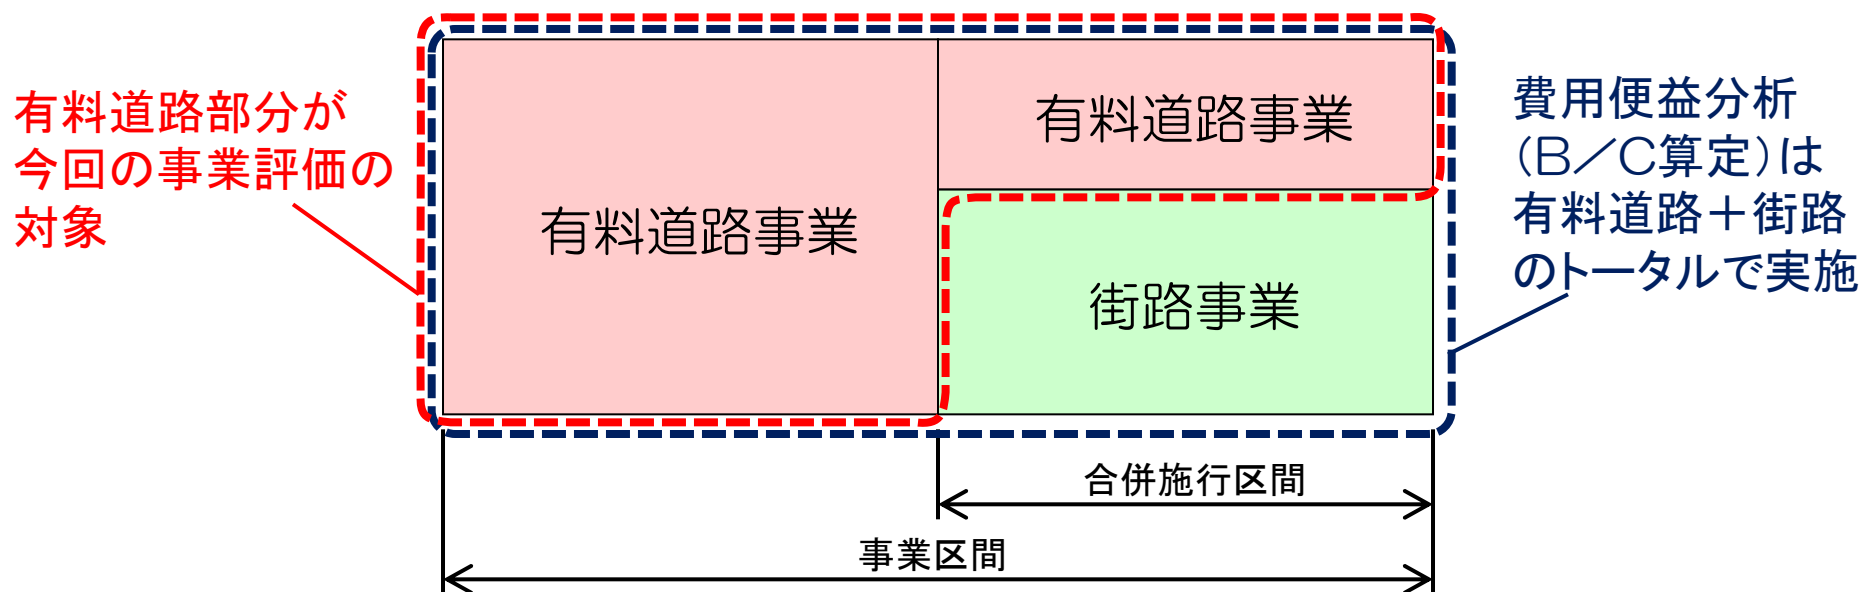 有料道路部分が
今回の事業評価の
対象
有料道路事業
有料道路事業
街路事業
費用便益分析
（Ｂ／Ｃ算定）は
有料道路＋街路
のトータルで実施
合併施行区間
事業区間